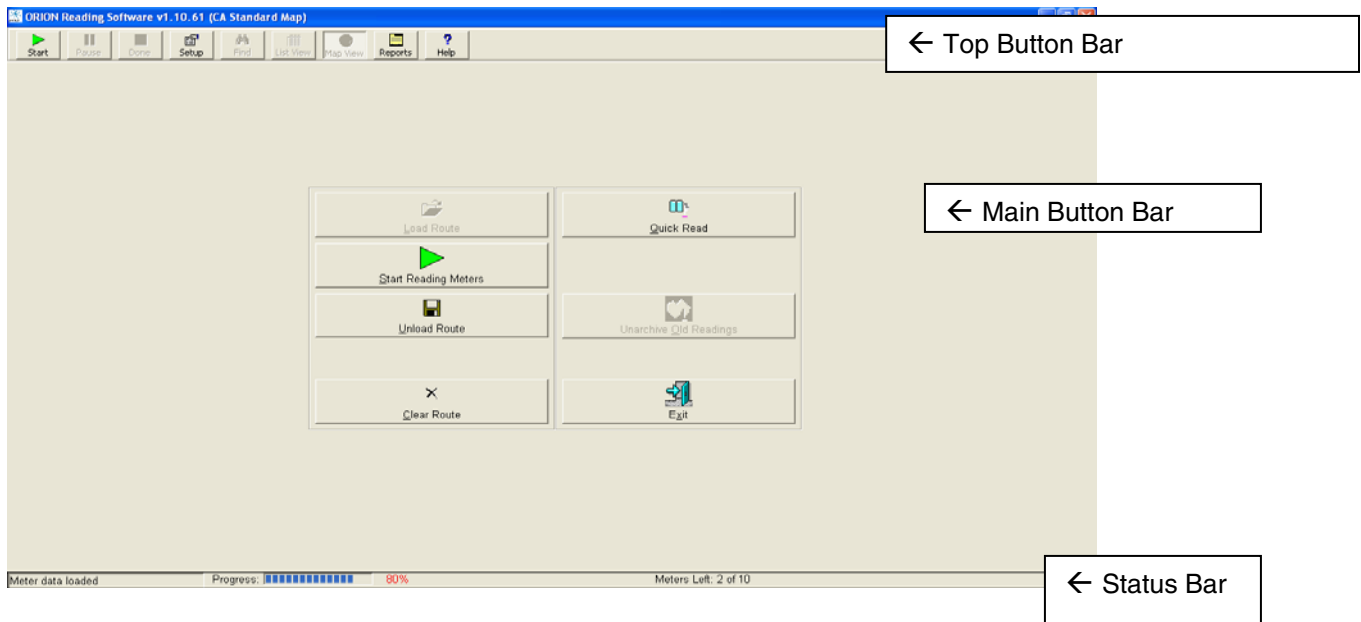 ORION Reading Software v1.10.61 (CA Standard Map)
Start Pause Done Setup Find List View Map View Reports Help
← Top Button Bar
Load Route
Quick Read
← Main Button Bar
Start Reading Meters
Unload Route
Unarchive Old Readings
Clear Route
Exit
Meter data loaded Progress: 80% Meters Left: 2 of 10
← Status Bar